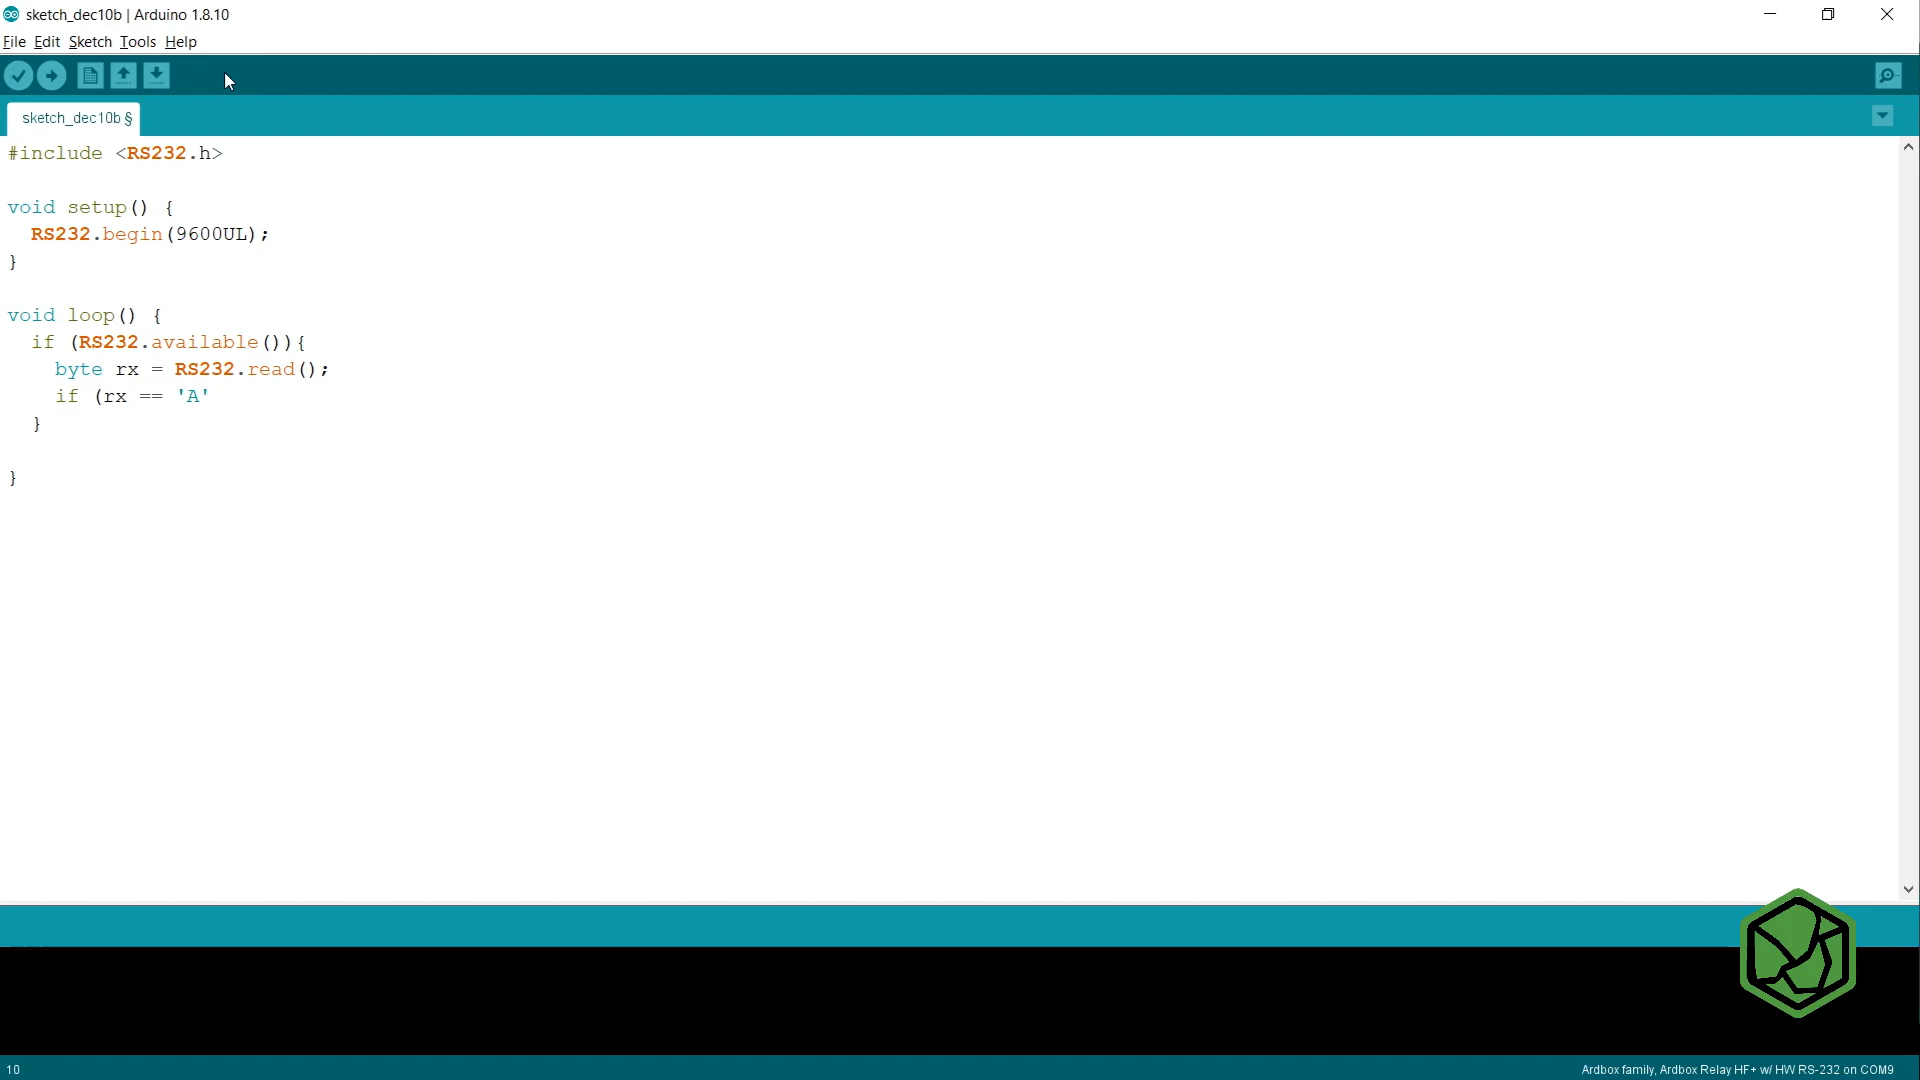 sketch_dec10b | Arduino 1.8.10
File Edit Sketch Tools Help
sketch_dec10b §
#include <RS232.h>
void setup() {
  RS232.begin(9600UL);
}
void loop() {
  if (RS232.available()){
    byte rx = RS232.read();
    if (rx == 'A'
  }
}
10
Ardbox family, Ardbox Relay HF+ w/ HW RS-232 on COM9